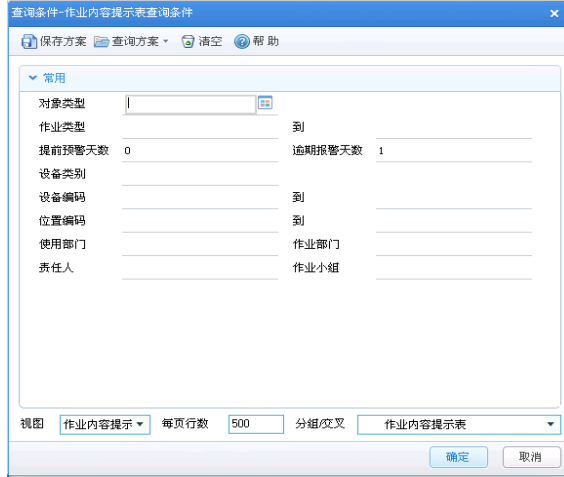 查询条件-作业内容提示表查询条件
保存方案 查询方案 清空 帮助
常用
对象类型
作业类型 到
提前预警天数 0 逾期报警天数 1
设备类别
设备编码 到
位置编码 到
使用部门 作业部门
责任人 作业小组
视图 作业内容提示 每页行数 500 分组/交叉 作业内容提示表
确定 取消